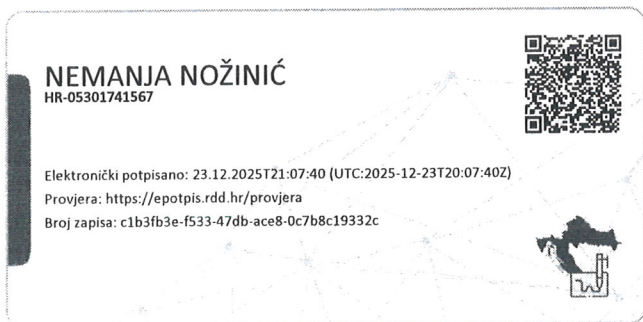 NEMANJA NOŽINIĆ
HR-05301741567
Elektronički potpisano: 23.12.2025T21:07:40 (UTC:2025-12-23T20:07:40Z)
Provjera: https://epotpis.rdd.hr/provjera
Broj zapisa: c1b3fb3e-f533-47db-ace8-0c7b8c19332c